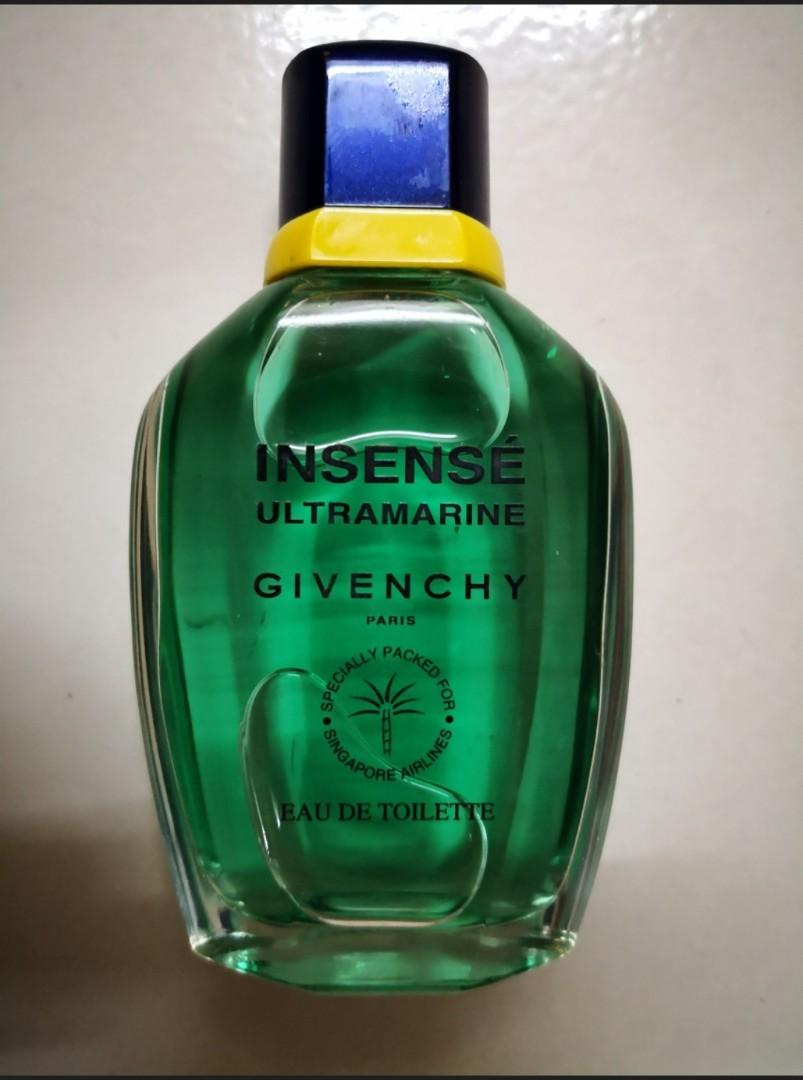 INSENSÉ
ULTRAMARINE
GIVENCHY
PARIS
• SPECIALLY PACKED FOR •
SINGAPORE AIRLINES
EAU DE TOILETTE